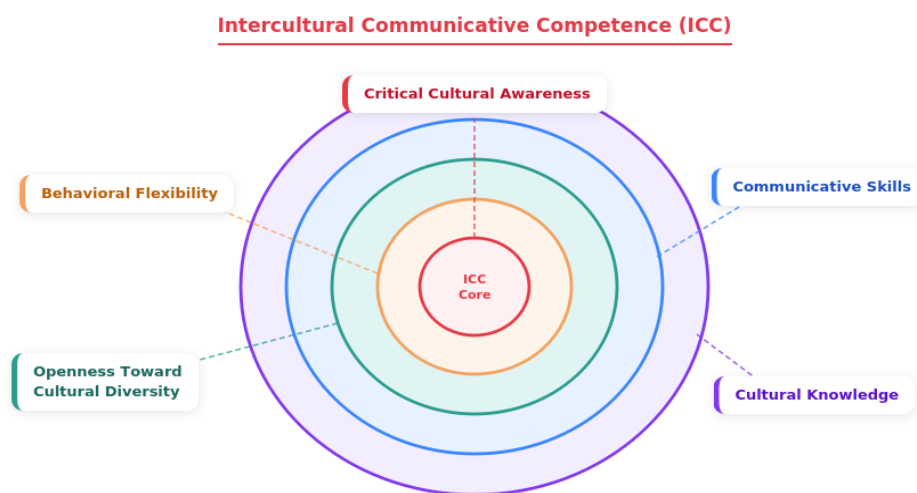 Intercultural Communicative Competence (ICC)
Critical Cultural Awareness
Behavioral Flexibility
Communicative Skills
ICC
Core
Openness Toward
Cultural Diversity
Cultural Knowledge